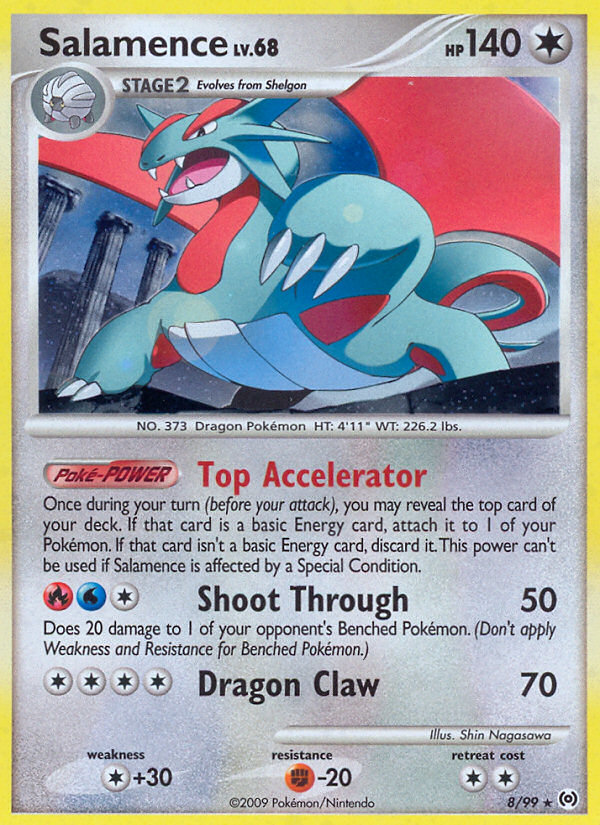 Salamence LV.68 HP 140
STAGE2 Evolves from Shelgon
NO. 373 Dragon Pokémon HT: 4'11" WT: 226.2 lbs.
Poké-POWER Top Accelerator
Once during your turn (before your attack), you may reveal the top card of
your deck. If that card is a basic Energy card, attach it to 1 of your
Pokémon. If that card isn't a basic Energy card, discard it. This power can't
be used if Salamence is affected by a Special Condition.
Shoot Through 50
Does 20 damage to 1 of your opponent's Benched Pokémon. (Don't apply
Weakness and Resistance for Benched Pokémon.)
Dragon Claw 70
Illus. Shin Nagasawa
weakness resistance retreat cost
+30 -20
©2009 Pokémon/Nintendo 8/99